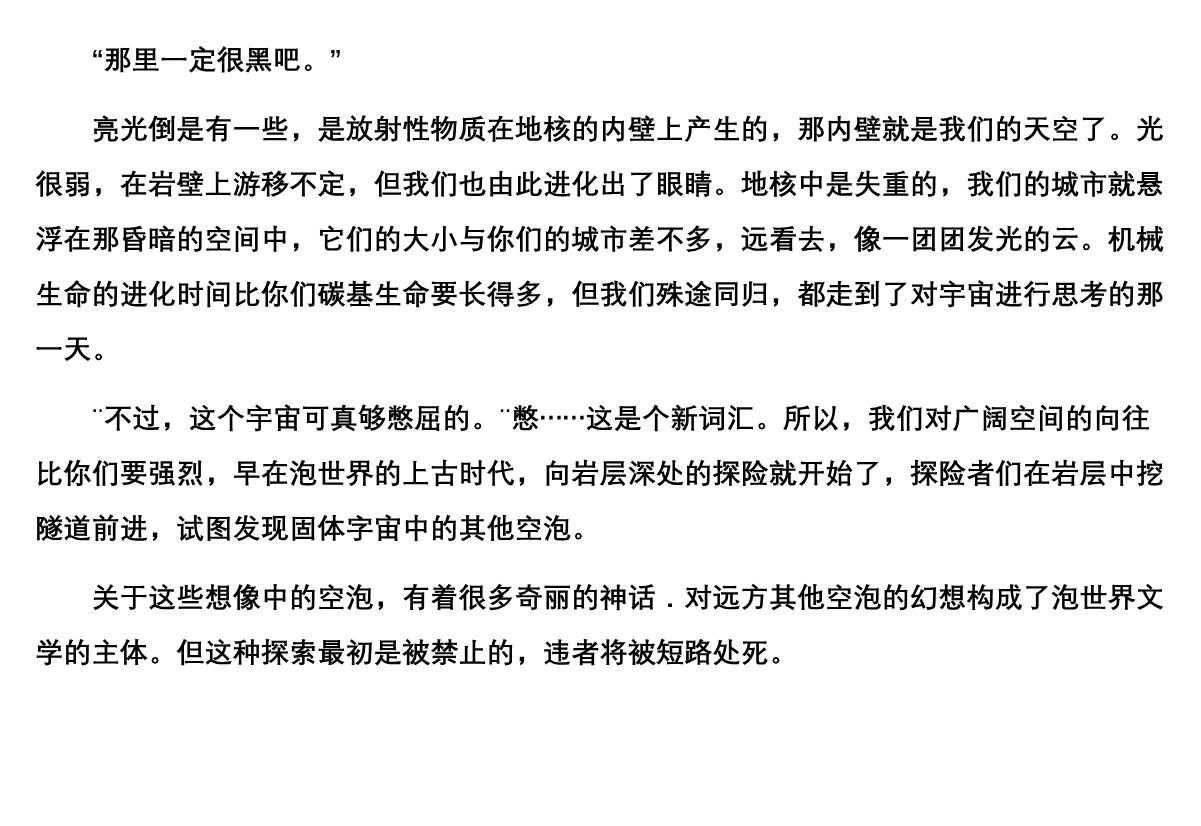 “那里一定很黑吧。”
亮光倒是有一些，是放射性物质在地核的内壁上产生的，那内壁就是我们的天空了。光
很弱，在岩壁上游移不定，但我们也由此进化出了眼睛。地核中是失重的，我们的城市就悬
浮在那昏暗的空间中，它们的大小与你们的城市差不多，远看去，像一团团发光的云。机械
生命的进化时间比你们碳基生命要长得多，但我们殊途同归，都走到了对宇宙进行思考的那
一天。
¨不过，这个宇宙可真够憋屈的。¨憋……这是个新词汇。所以，我们对广阔空间的向往
比你们要强烈，早在泡世界的上古时代，向岩层深处的探险就开始了，探险者们在岩层中挖
隧道前进，试图发现固体字宙中的其他空泡。
关于这些想像中的空泡，有着很多奇丽的神话．对远方其他空泡的幻想构成了泡世界文
学的主体。但这种探索最初是被禁止的，违者将被短路处死。